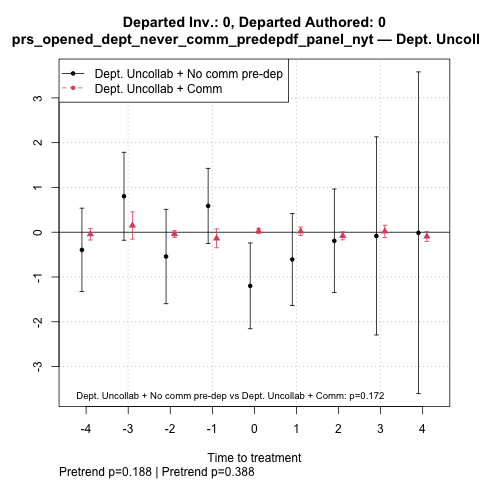 Departed Inv.: 0, Departed Authored: 0
prs_opened_dept_never_comm_predepdf_panel_nyt — Dept. Uncoll
Dept. Uncollab + No comm pre-dep
Dept. Uncollab + Comm
3
2
1
0
-1
-2
-3
Dept. Uncollab + No comm pre-dep vs Dept. Uncollab + Comm: p=0.172
-4 -3 -2 -1 0 1 2 3 4
Time to treatment
Pretrend p=0.188 | Pretrend p=0.388